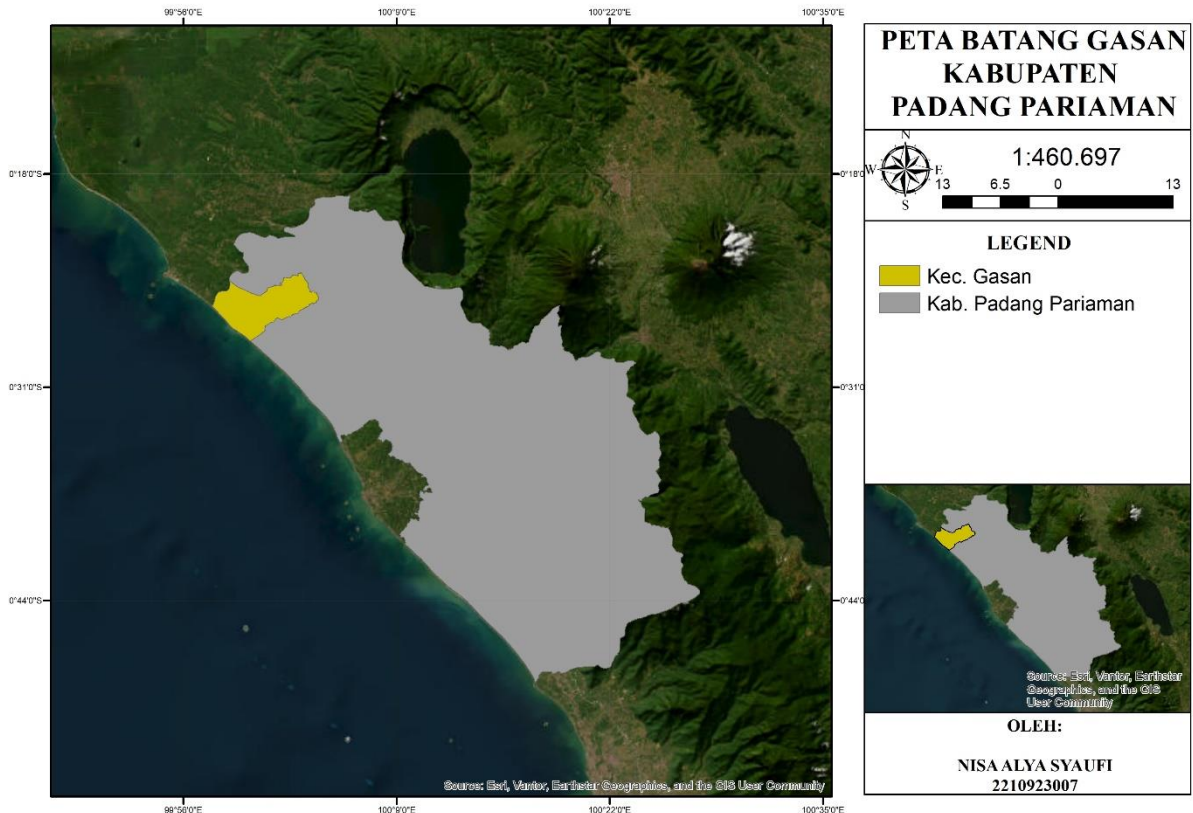 99°56'0"E 100°9'0"E 100°22'0"E 100°35'0"E
0°18'0"S 0°18'0"S
0°31'0"S 0°31'0"S
0°44'0"S 0°44'0"S
Source: Esri, Vantor, Earthstar Geographics, and the GIS User Community
99°56'0"E 100°9'0"E 100°22'0"E 100°35'0"E
PETA BATANG GASAN
KABUPATEN
PADANG PARIAMAN
N
W E
S
1:460.697
13 6.5 0 13
LEGEND
Kec. Gasan
Kab. Padang Pariaman
Source: Esri, Vantor, Earthstar
Geographics, and the GIS
User Community
OLEH:
NISA ALYA SYAUFI
2210923007